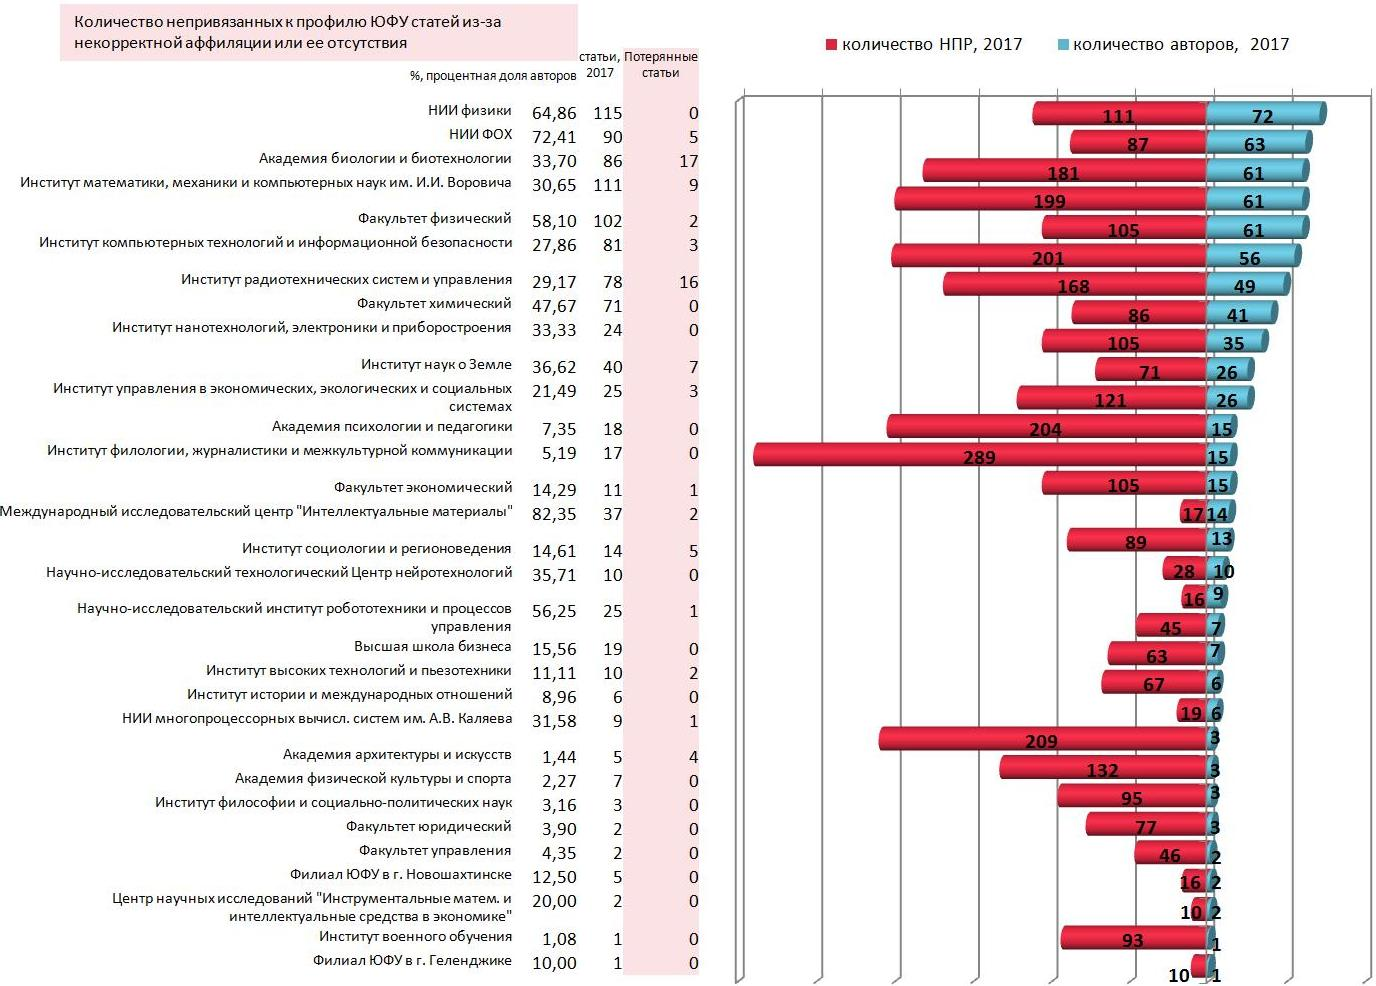 Количество непривязанных к профилю ЮФУ статей из-за
некорректной аффиляции или ее отсутствия
%, процентная доля авторов
статьи,
2017
Потерянные
статьи
количество НПР, 2017
количество авторов, 2017
НИИ физики 64,86 115 0 111 72
НИИ ФОХ 72,41 90 5 87 63
Академия биологии и биотехнологии 33,70 86 17 181 61
Институт математики, механики и компьютерных наук им. И.И. Воровича 30,65 111 9 199 61
Факультет физический 58,10 102 2 105 61
Институт компьютерных технологий и информационной безопасности 27,86 81 3 201 56
Институт радиотехнических систем и управления 29,17 78 16 168 49
Факультет химический 47,67 71 0 86 41
Институт нанотехнологий, электроники и приборостроения 33,33 24 0 105 35
Институт наук о Земле 36,62 40 7 71 26
Институт управления в экономических, экологических и социальных
системах 21,49 25 3 121 26
Академия психологии и педагогики 7,35 18 0 204 15
Институт филологии, журналистики и межкультурной коммуникации 5,19 17 0 289 15
Факультет экономический 14,29 11 1 105 15
Международный исследовательский центр "Интеллектуальные материалы" 82,35 37 2 17 14
Институт социологии и регионоведения 14,61 14 5 89 13
Научно-исследовательский технологический Центр нейротехнологий 35,71 10 0 28 10
Научно-исследовательский институт робототехники и процессов
управления 56,25 25 1 16 9
Высшая школа бизнеса 15,56 19 0 45 7
Институт высоких технологий и пьезотехники 11,11 10 2 63 7
Институт истории и международных отношений 8,96 6 0 67 6
НИИ многопроцессорных вычисл. систем им. А.В. Каляева 31,58 9 1 19 6
Академия архитектуры и искусств 1,44 5 4 209 3
Академия физической культуры и спорта 2,27 7 0 132 3
Институт философии и социально-политических наук 3,16 3 0 95 3
Факультет юридический 3,90 2 0 77 3
Факультет управления 4,35 2 0 46 2
Филиал ЮФУ в г. Новошахтинске 12,50 5 0 16 2
Центр научных исследований "Инструментальные матем. и
интеллектуальные средства в экономике" 20,00 2 0 10 2
Институт военного обучения 1,08 1 0 93 1
Филиал ЮФУ в г. Геленджике 10,00 1 0 10 1